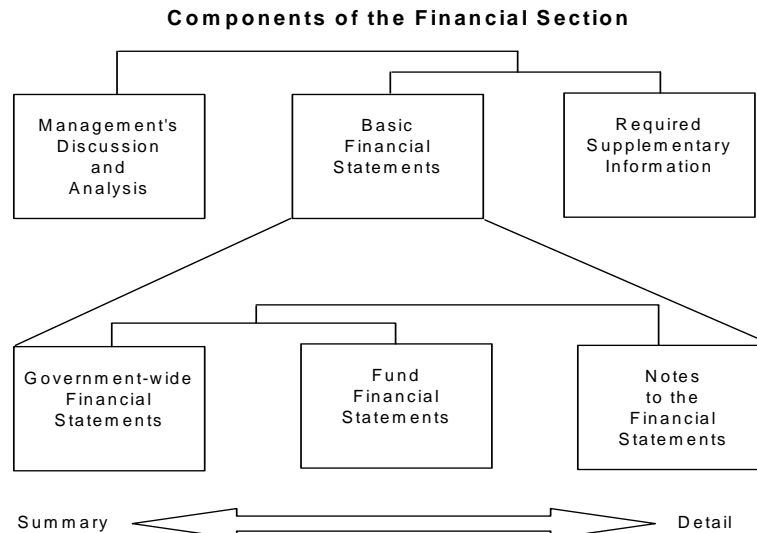 Components of the Financial Section
Management's
Discussion
and
Analysis
Basic
Financial
Statements
Required
Supplementary
Information
Government-wide
Financial
Statements
Fund
Financial
Statements
Notes
to the
Financial
Statements
Summary
Detail